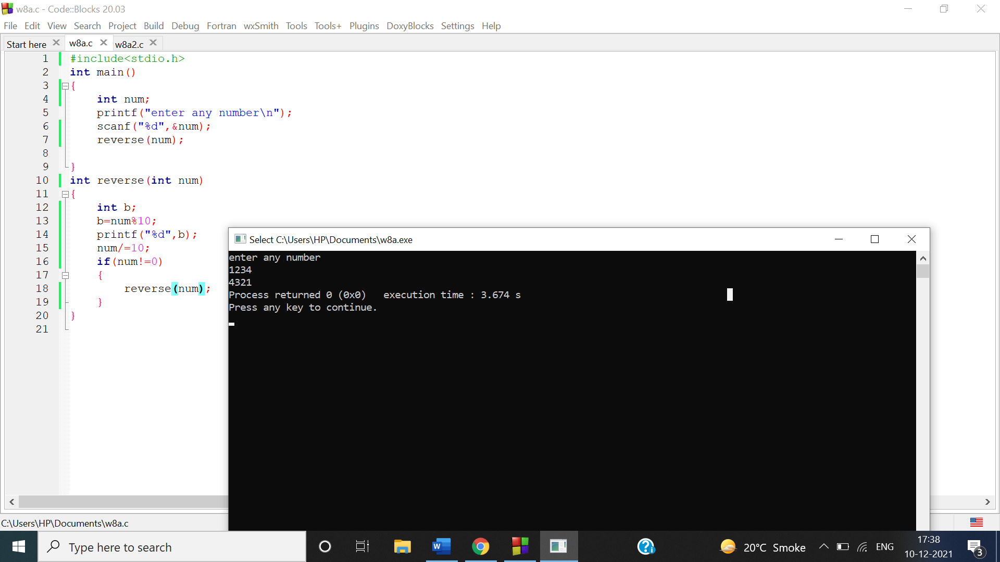 w8a.c - Code::Blocks 20.03
File Edit View Search Project Build Debug Fortran wxSmith Tools Tools+ Plugins DoxyBlocks Settings Help
Start here w8a.c w8a2.c
1 #include<stdio.h>
2 int main()
3 {
4 int num;
5 printf("enter any number\n");
6 scanf("%d",&num);
7 reverse(num);
8
9 }
10 int reverse(int num)
11 {
12 int b;
13 b=num%10;
14 printf("%d",b);
15 num/=10;
16 if(num!=0)
17 {
18 reverse(num);
19 }
20 }
21
Select C:\Users\HP\Documents\w8a.exe
enter any number
1234
4321
Process returned 0 (0x0)   execution time : 3.674 s
Press any key to continue.
C:\Users\HP\Documents\w8a.c
Type here to search
W
20°C Smoke
ENG
17:38
10-12-2021
3